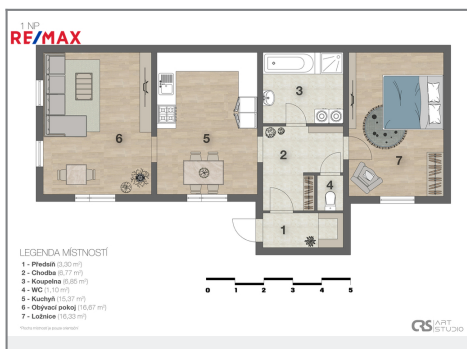 1 NP
RE/MAX
3
6
5
2
7
4
1
LEGENDA MÍSTNOSTÍ
1 - Předsíň (3,30 m²)
2 - Chodba (6,77 m²)
3 - Koupelna (6,85 m²)
4 - WC (1,10 m²)
5 - Kuchyň (15,37 m²)
6 - Obývací pokoj (16,67 m²)
7 - Ložnice (16,33 m²)
0 1 2 3 4 5
CRS ART STUDIO